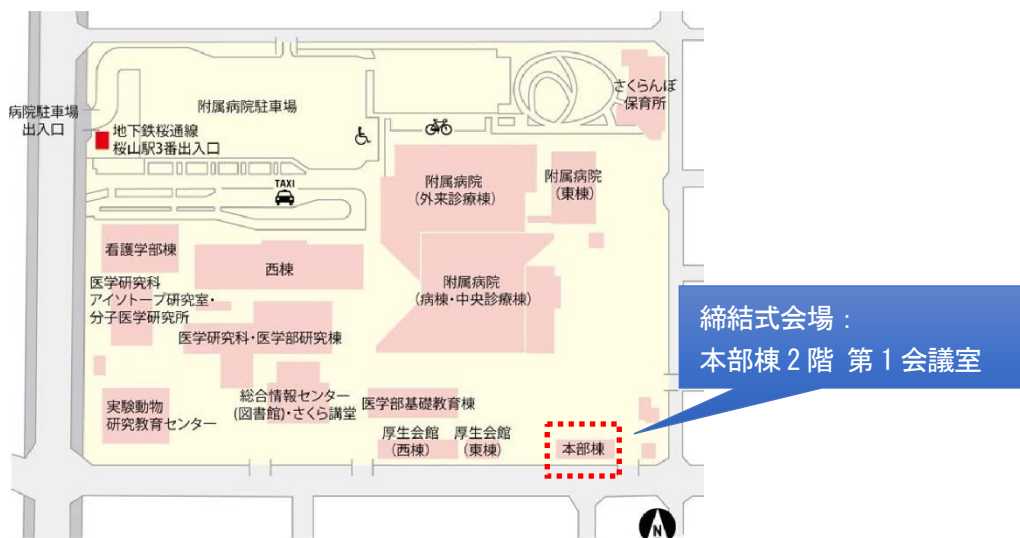 さくらんぼ
保育所
病院駐車場
出入口
附属病院駐車場
地下鉄桜通線
桜山駅3番出入口
TAXI
附属病院
(外来診療棟)
附属病院
(東棟)
看護学部棟
西棟
医学研究科
アイソトープ研究室・
分子医学研究所
附属病院
(病棟・中央診療棟)
医学研究科・医学部研究棟
締結式会場：
本部棟2階 第1会議室
実験動物
研究教育センター
総合情報センター
(図書館)・さくら講堂
医学部基礎教育棟
厚生会館
(西棟)
厚生会館
(東棟)
本部棟
N